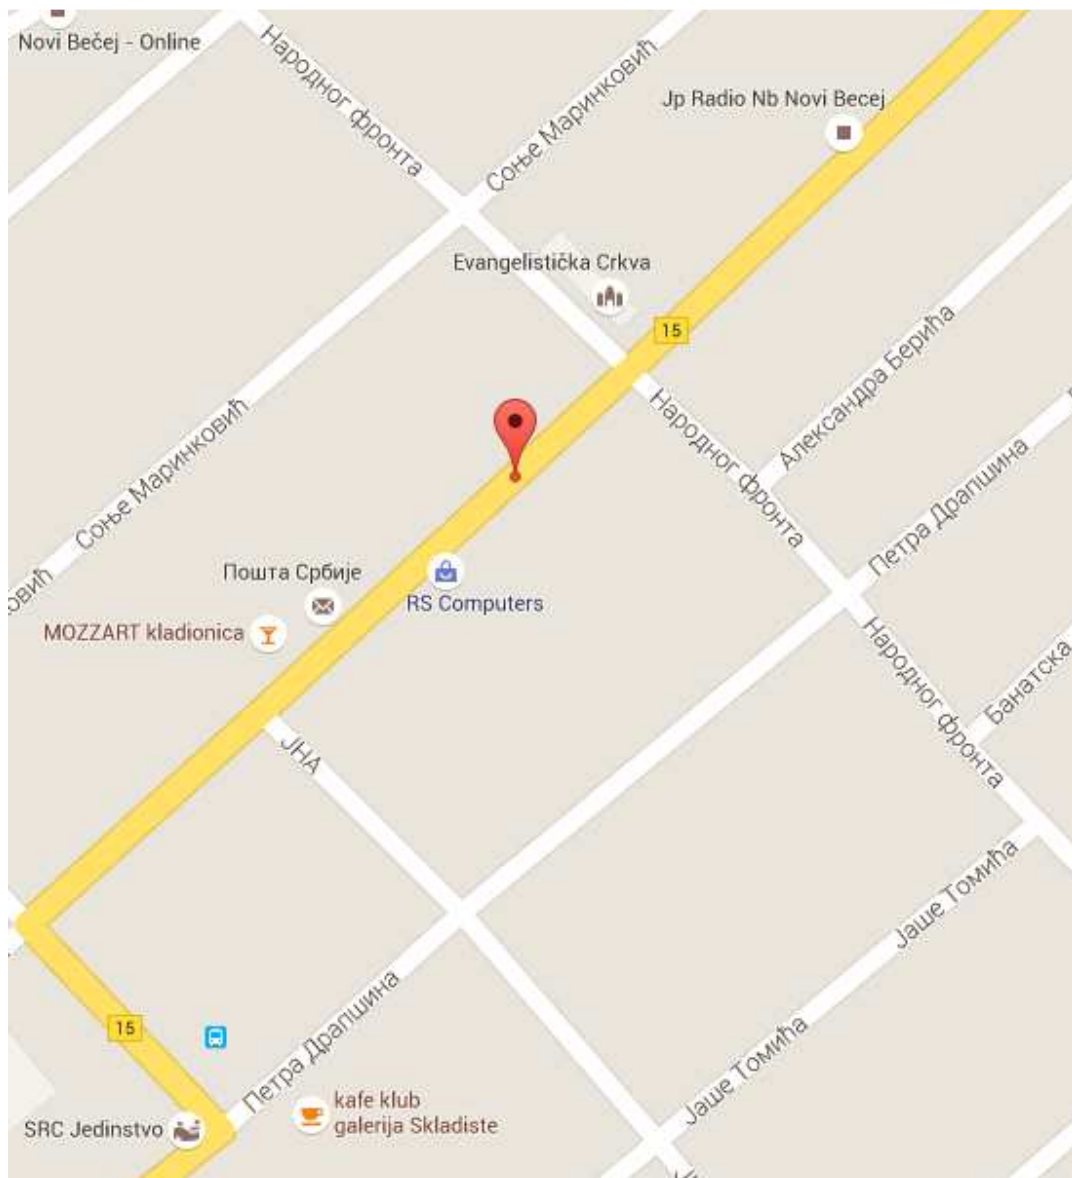 Novi Bečej - Online
Народног фронта
Соње Маринковић
Jp Radio Nb Novi Becej
Evangelistička Crkva
15
Александра Берића
Народног фронта
Петра Драпшина
Соње Маринковић
Пошта Србије
RS Computers
MOZZART kladionica
Народног фронта
Банатска
ЈНА
Јаше Томића
Петра Драпшина
15
Јаше Томића
kafe klub
galerija Skladiste
SRC Jedinstvo